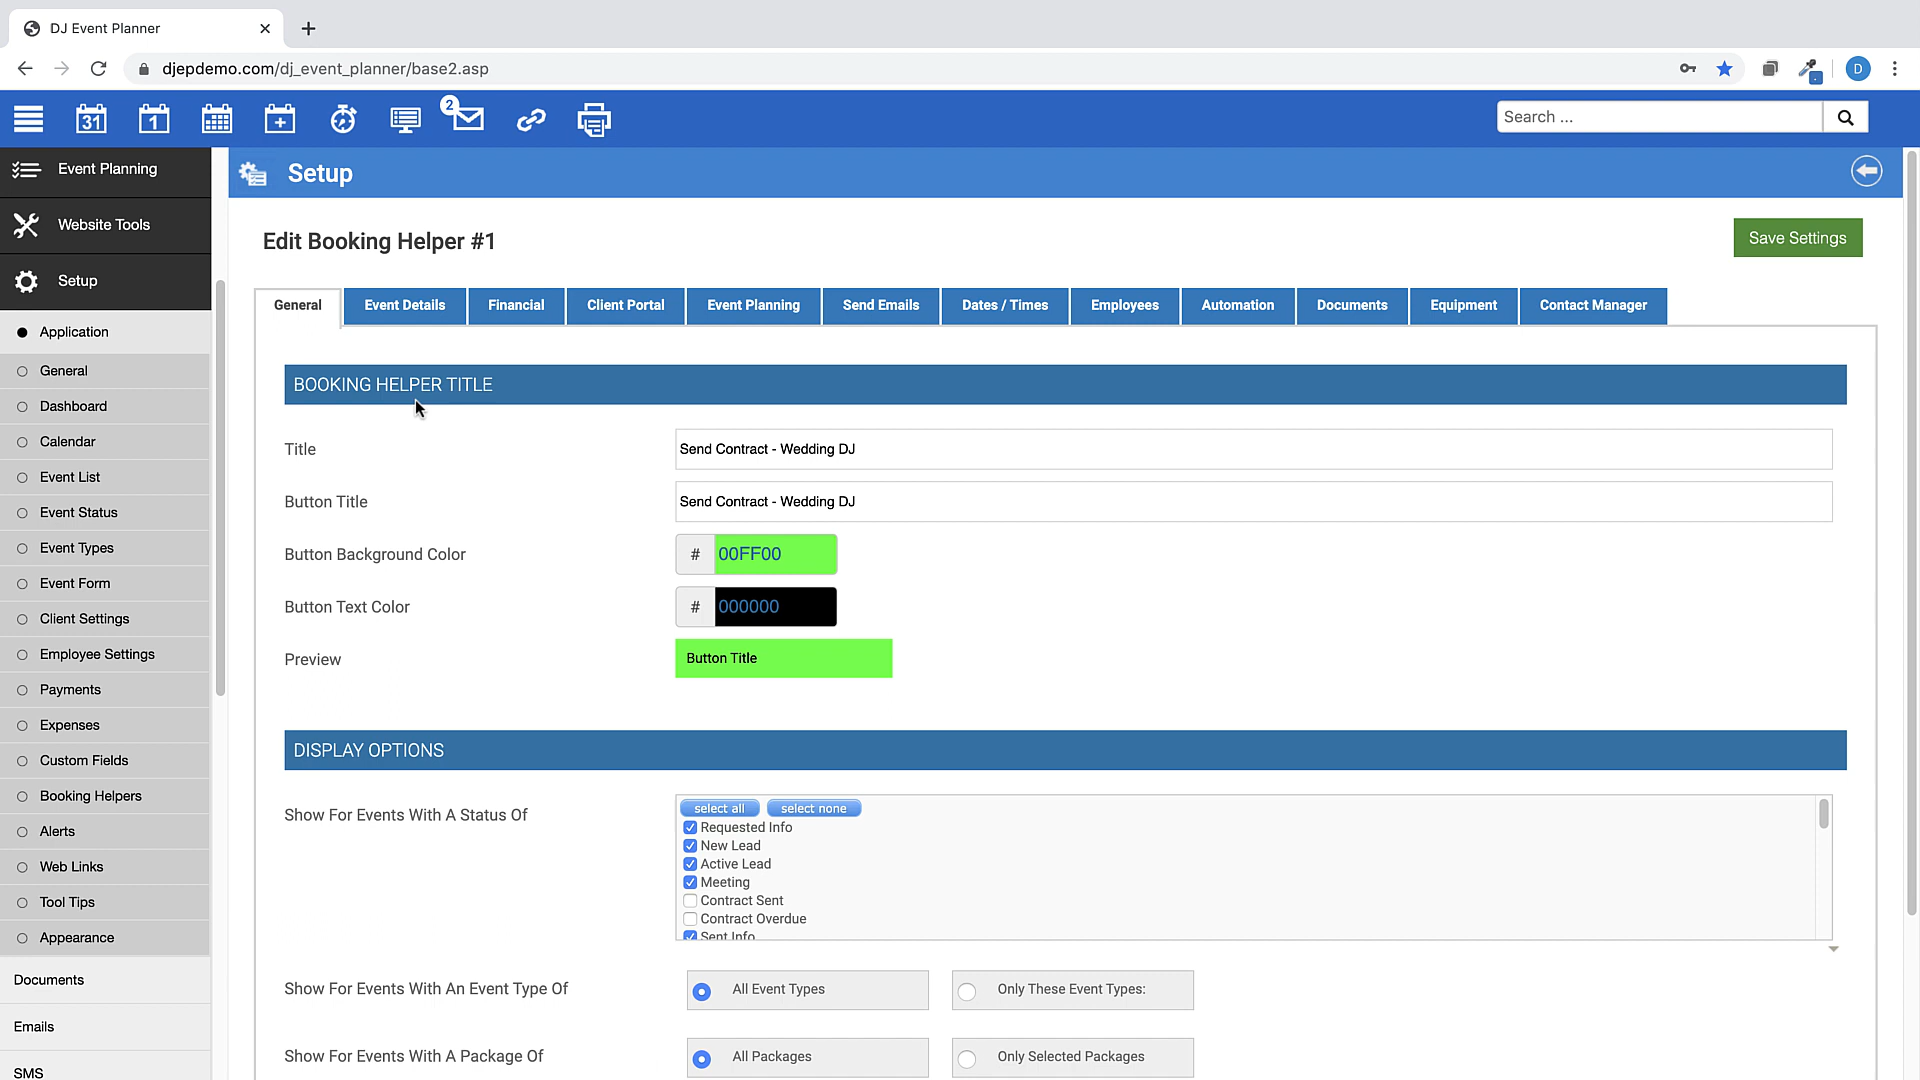 DJ Event Planner
djepdemo.com/dj_event_planner/base2.asp
D
31
1
2
Search ...
Event Planning
Website Tools
Setup
Application
General
Dashboard
Calendar
Event List
Event Status
Event Types
Event Form
Client Settings
Employee Settings
Payments
Expenses
Custom Fields
Booking Helpers
Alerts
Web Links
Tool Tips
Appearance
Documents
Emails
SMS
Setup
Edit Booking Helper #1
Save Settings
General Event Details Financial Client Portal Event Planning Send Emails Dates / Times Employees Automation Documents Equipment Contact Manager
BOOKING HELPER TITLE
Title Send Contract - Wedding DJ
Button Title Send Contract - Wedding DJ
Button Background Color # 00FF00
Button Text Color # 000000
Preview Button Title
DISPLAY OPTIONS
Show For Events With A Status Of
select all select none
Requested Info
New Lead
Active Lead
Meeting
Contract Sent
Contract Overdue
Sent Info
Show For Events With An Event Type Of All Event Types Only These Event Types:
Show For Events With A Package Of All Packages Only Selected Packages